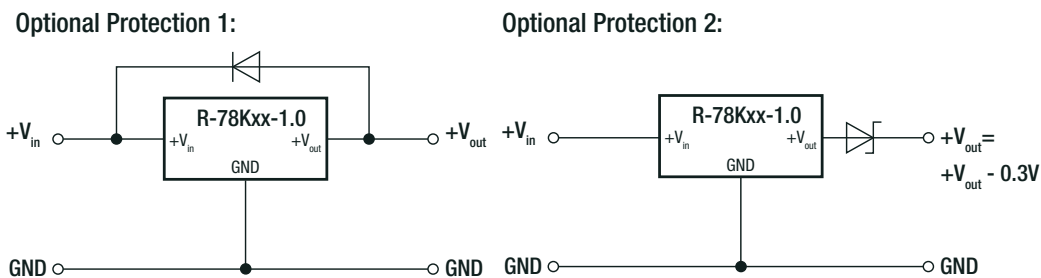 Optional Protection 1:
R-78Kxx-1.0
+Vin
+Vin
+Vout
+Vout
GND
GND
GND
Optional Protection 2:
R-78Kxx-1.0
+Vin
+Vin
+Vout
+Vout=
+Vout - 0.3V
GND
GND
GND